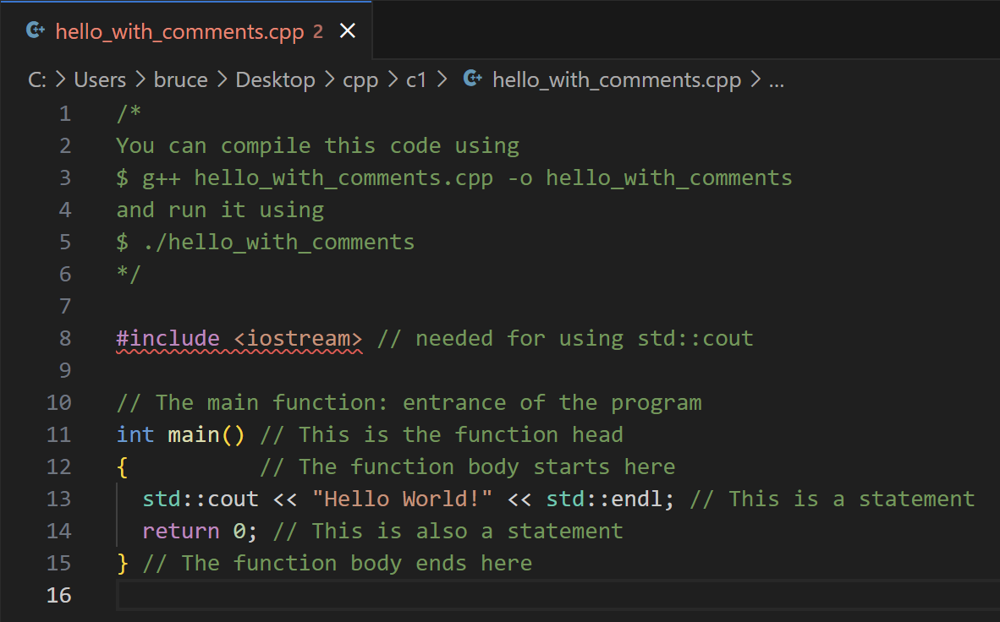 hello_with_comments.cpp 2
C: > Users > bruce > Desktop > cpp > c1 > hello_with_comments.cpp > ...
1 /*
2 You can compile this code using
3 $ g++ hello_with_comments.cpp -o hello_with_comments
4 and run it using
5 $ ./hello_with_comments
6 */
7
8 #include <iostream> // needed for using std::cout
9
10 // The main function: entrance of the program
11 int main() // This is the function head
12 {          // The function body starts here
13   std::cout << "Hello World!" << std::endl; // This is a statement
14   return 0; // This is also a statement
15 } // The function body ends here
16